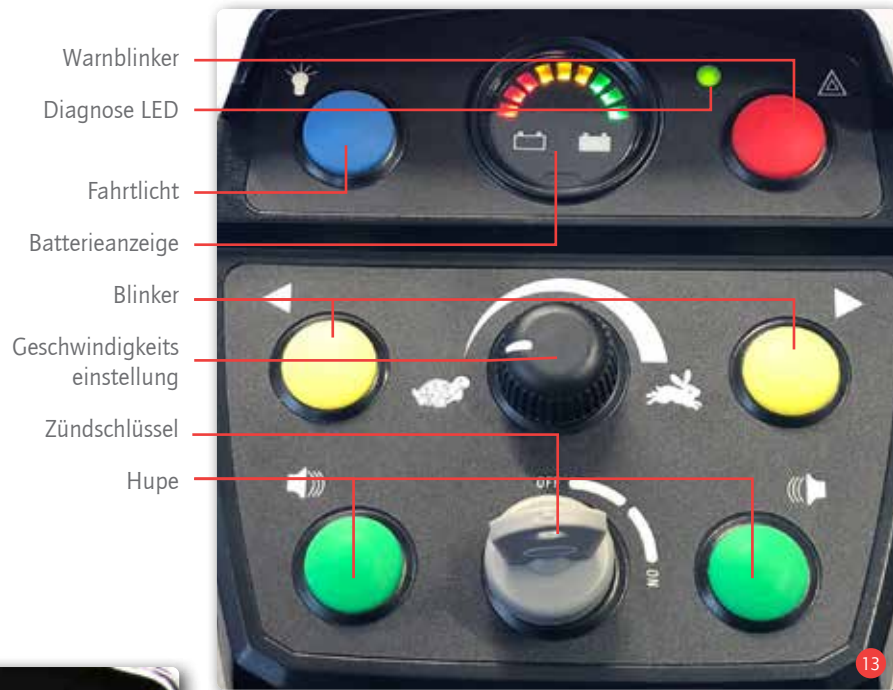 Warnblinker
Diagnose LED
Fahrtlicht
Batterieanzeige
Blinker
Geschwindigkeits
einstellung
Zündschlüssel
Hupe
OFF
ON
13